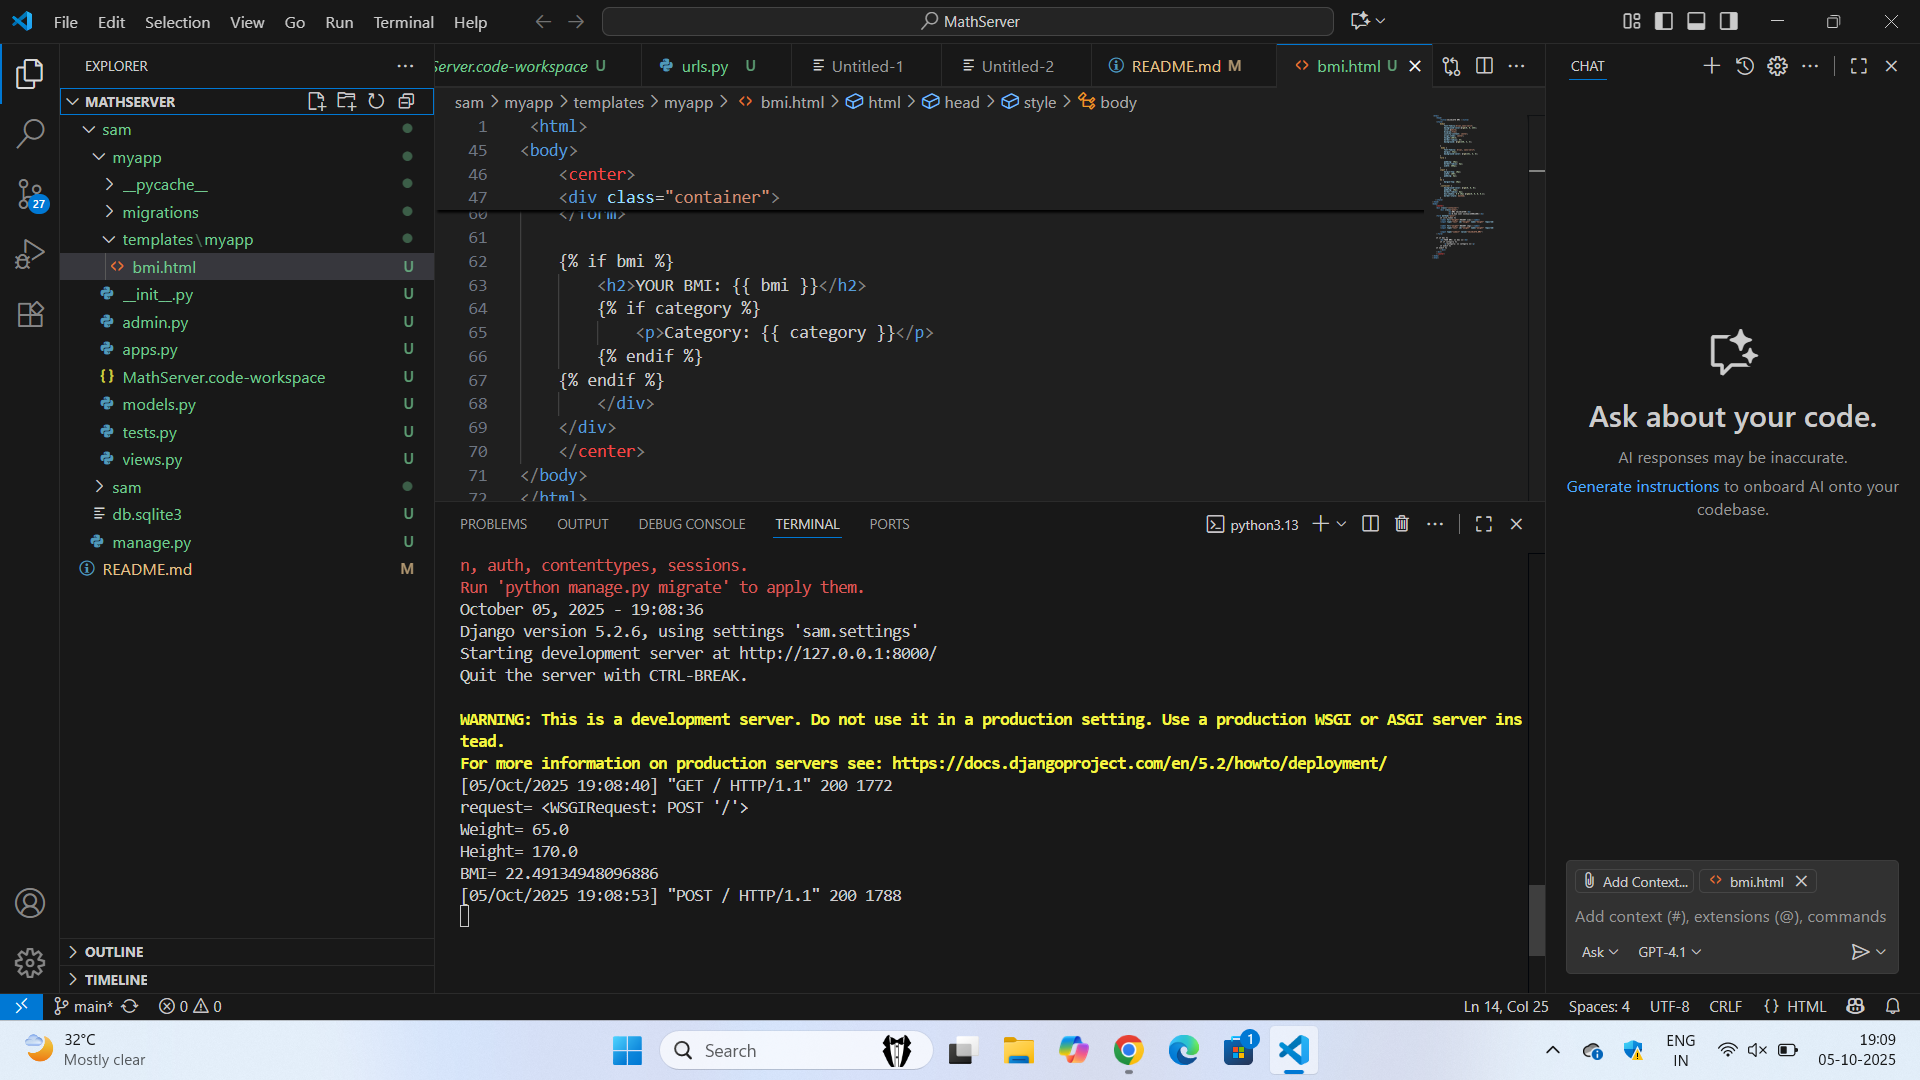 File Edit Selection View Go Run Terminal Help
MathServer
EXPLORER
MATHSERVER
sam
myapp
__pycache__
migrations
templates\myapp
bmi.html U
__init__.py U
admin.py U
apps.py U
MathServer.code-workspace U
models.py U
tests.py U
views.py U
sam
db.sqlite3 U
manage.py U
README.md M
OUTLINE
TIMELINE
27
Server.code-workspace U
urls.py U
Untitled-1
Untitled-2
README.md M
bmi.html U
sam > myapp > templates > myapp > bmi.html > html > head > style > body
1 <html>
45 <body>
46 <center>
47 <div class="container">
60 </form>
61
62 {% if bmi %}
63 <h2>YOUR BMI: {{ bmi }}</h2>
64 {% if category %}
65 <p>Category: {{ category }}</p>
66 {% endif %}
67 {% endif %}
68 </div>
69 </div>
70 </center>
71 </body>
72 </html>
PROBLEMS OUTPUT DEBUG CONSOLE TERMINAL PORTS
python3.13
n, auth, contenttypes, sessions.
Run 'python manage.py migrate' to apply them.
October 05, 2025 - 19:08:36
Django version 5.2.6, using settings 'sam.settings'
Starting development server at http://127.0.0.1:8000/
Quit the server with CTRL-BREAK.
WARNING: This is a development server. Do not use it in a production setting. Use a production WSGI or ASGI server ins
tead.
For more information on production servers see: https://docs.djangoproject.com/en/5.2/howto/deployment/
[05/Oct/2025 19:08:40] "GET / HTTP/1.1" 200 1772
request= <WSGIRequest: POST '/'>
Weight= 65.0
Height= 170.0
BMI= 22.49134948096886
[05/Oct/2025 19:08:53] "POST / HTTP/1.1" 200 1788
CHAT
Ask about your code.
AI responses may be inaccurate.
Generate instructions to onboard AI onto your
codebase.
Add Context... bmi.html
Add context (#), extensions (@), commands
Ask GPT-4.1
main* 0 0
Ln 14, Col 25 Spaces: 4 UTF-8 CRLF {} HTML
32°C
Mostly clear
Search
1
ENG
IN
19:09
05-10-2025